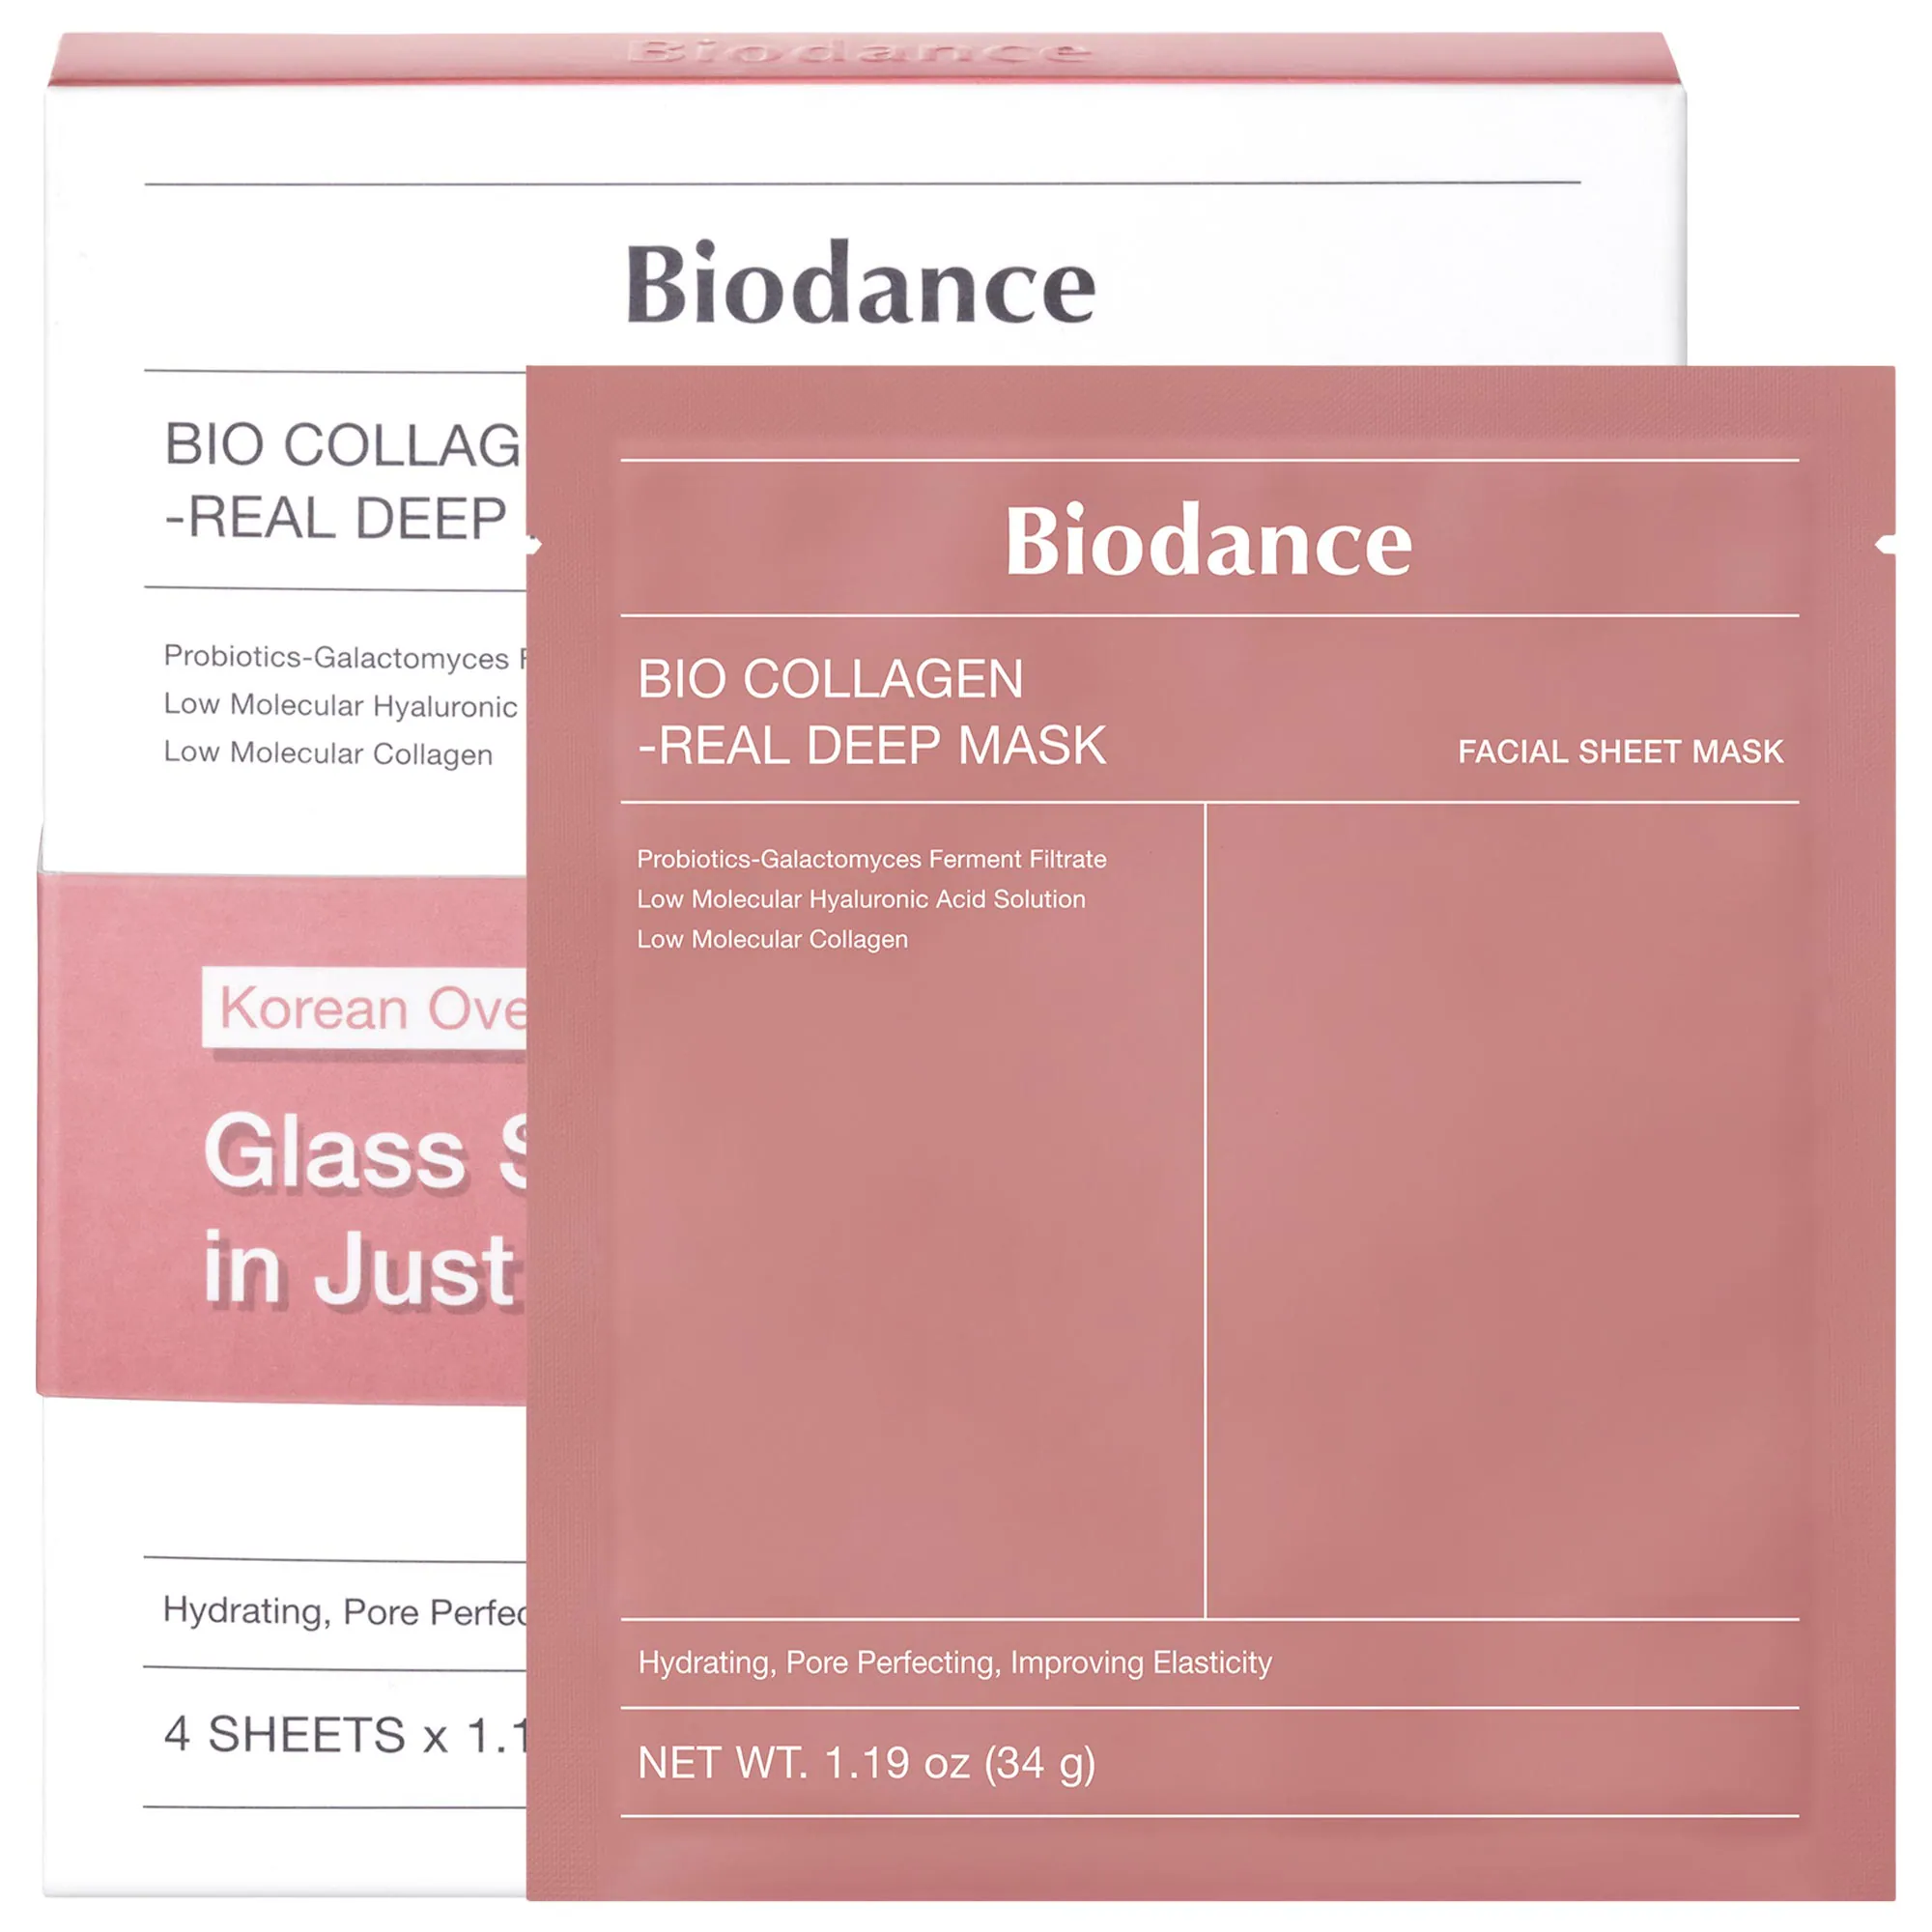 Biodance
Biodance
BIO COLLAG
-REAL DEEP
Probiotics-Galactomyces
Low Molecular Hyaluronic
Low Molecular Collagen
Korean Ove
Glass S
in Just
Hydrating, Pore Perfec
4 SHEETS x 1.1
Biodance
BIO COLLAGEN
-REAL DEEP MASK
FACIAL SHEET MASK
Probiotics-Galactomyces Ferment Filtrate
Low Molecular Hyaluronic Acid Solution
Low Molecular Collagen
Hydrating, Pore Perfecting, Improving Elasticity
NET WT. 1.19 oz (34 g)